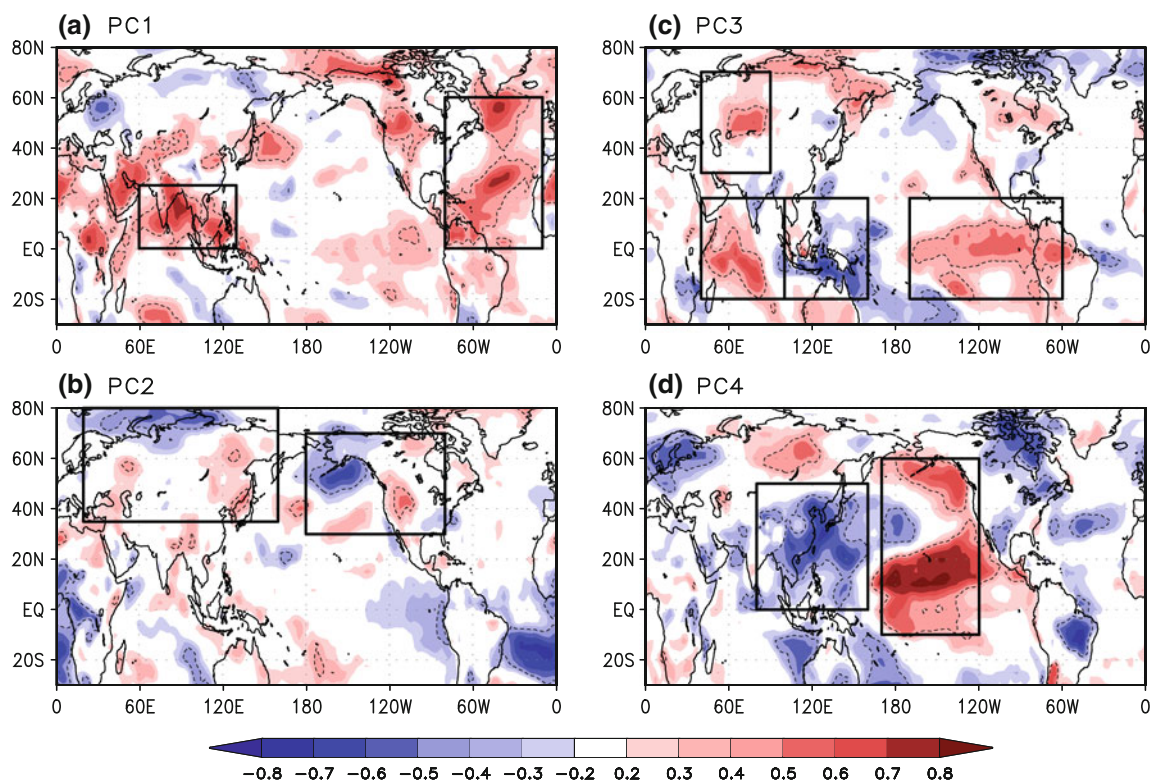 (a) PC1
80N
60N
40N
20N
EQ
20S
0 60E 120E 180 120W 60W 0
(c) PC3
80N
60N
40N
20N
EQ
20S
0 60E 120E 180 120W 60W 0
(b) PC2
80N
60N
40N
20N
EQ
20S
0 60E 120E 180 120W 60W 0
(d) PC4
80N
60N
40N
20N
EQ
20S
0 60E 120E 180 120W 60W 0
-0.8 -0.7 -0.6 -0.5 -0.4 -0.3 -0.2 0.2 0.3 0.4 0.5 0.6 0.7 0.8